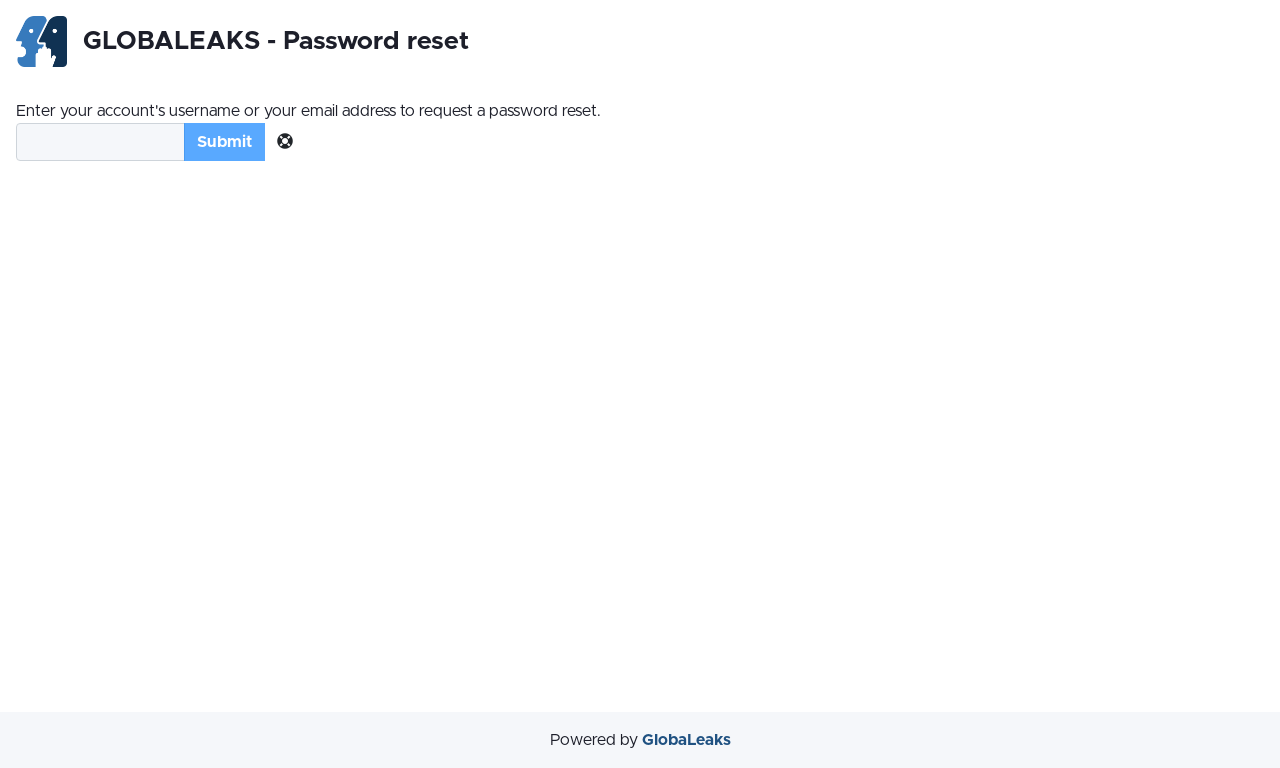 GLOBALEAKS - Password reset
Enter your account's username or your email address to request a password reset.
Submit
Powered by GlobaLeaks